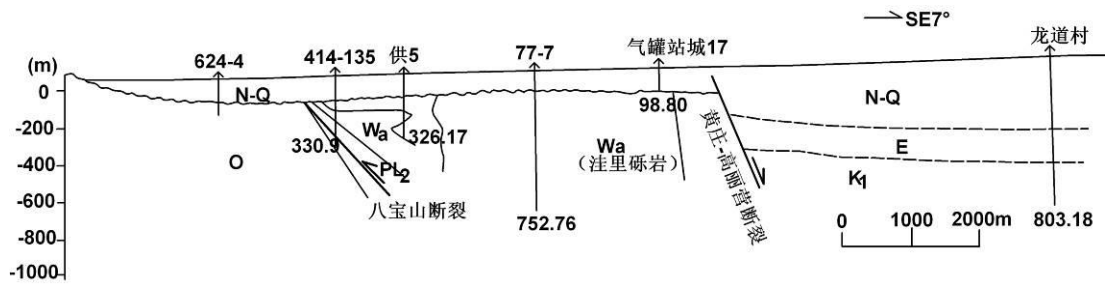 SE7°
(m)
0
-200
-400
-600
-800
-1000
624-4
414-135
供5
77-7
气罐站城17
龙道村
N-Q
O
330.9
Wa
326.17
PL2
八宝山断裂
752.76
98.80
Wa
(洼里砾岩)
黄庄-高丽营断裂
N-Q
E
K1
803.18
0 1000 2000m